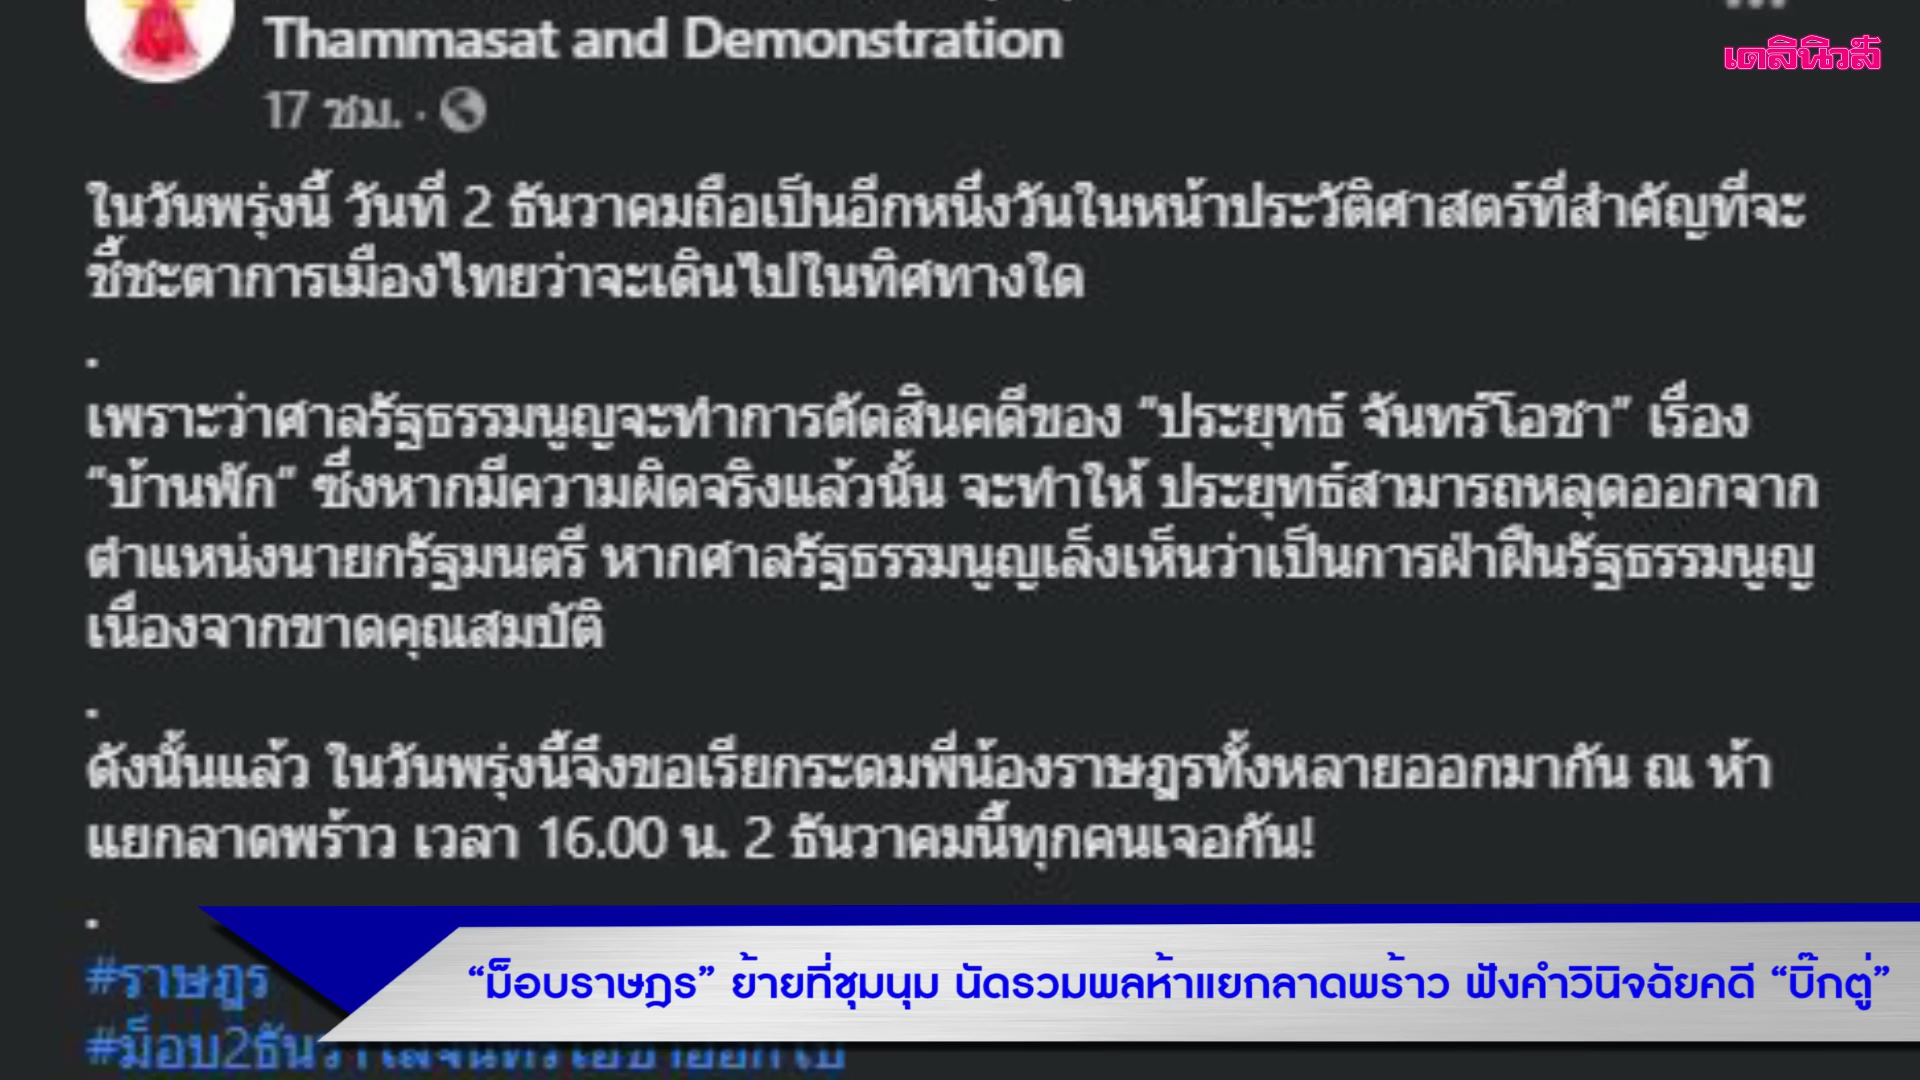 Thammasat and Demonstration
เดลินิวส์
17 ชม. ·
ในวันพรุ่งนี้ วันที่ 2 ธันวาคมถือเป็นอีกหนึ่งวันในหน้าประวัติศาสตร์ที่สำคัญที่จะ
ชี้ชะตาการเมืองไทยว่าจะเดินไปในทิศทางใด
.
เพราะว่าศาลรัฐธรรมนูญจะทำการตัดสินคดีของ “ประยุทธ์ จันทร์โอชา” เรื่อง
“บ้านพัก” ซึ่งหากมีความผิดจริงแล้วนั้น จะทำให้ ประยุทธ์สามารถหลุดออกจาก
ตำแหน่งนายกรัฐมนตรี หากศาลรัฐธรรมนูญเล็งเห็นว่าเป็นการฝ่าฝืนรัฐธรรมนูญ
เนื่องจากขาดคุณสมบัติ
.
ดังนั้นแล้ว ในวันพรุ่งนี้จึงขอเรียกระดมพี่น้องราษฎรทั้งหลายออกมากัน ณ ห้า
แยกลาดพร้าว เวลา 16.00 น. 2 ธันวาคมนี้ทุกคนเจอกัน!
.
#ราษฎร
“ม็อบราษฎร” ย้ายที่ชุมนุม นัดรวมพลห้าแยกลาดพร้าว ฟังคำวินิจฉัยคดี “บิ๊กตู่”